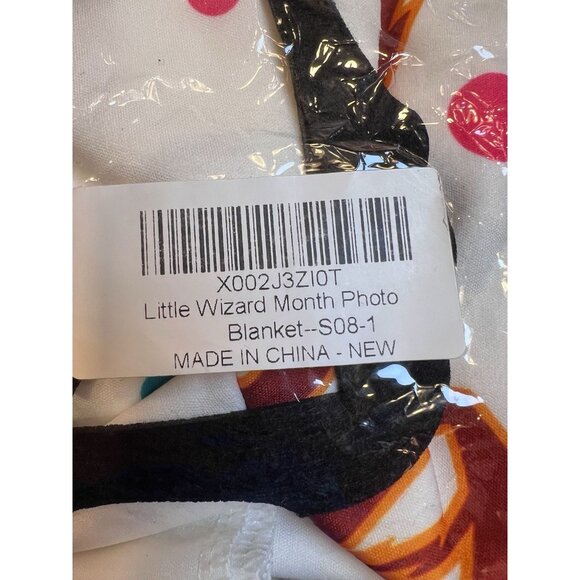 X002J3ZI0T
Little Wizard Month Photo
Blanket--S08-1
MADE IN CHINA - NEW